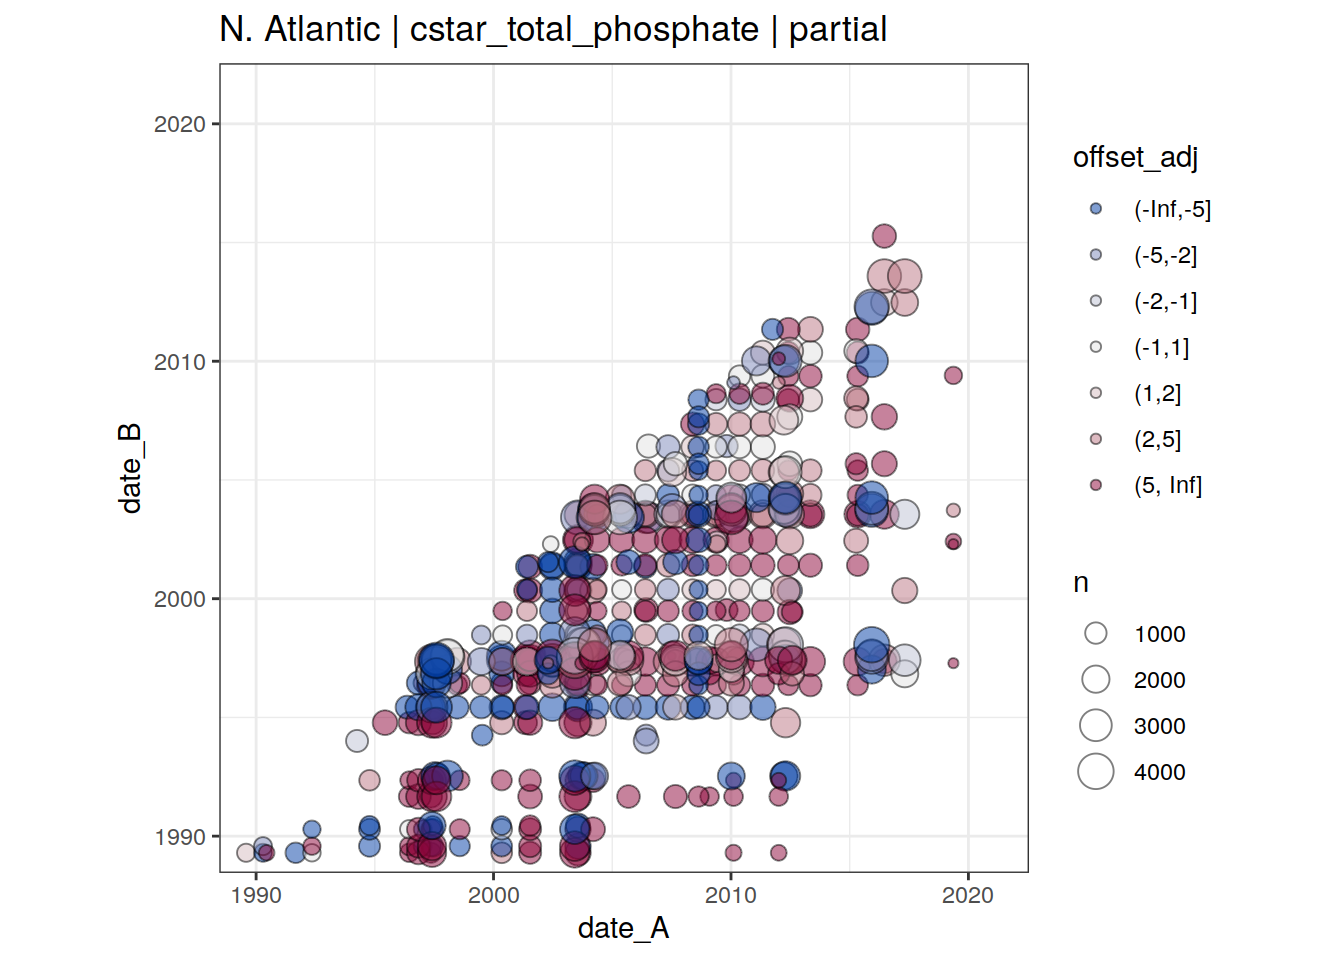 N. Atlantic | cstar_total_phosphate | partial
2020
2010
2000
1990
date_B
1990 2000 2010 2020
date_A
offset_adj
(-Inf,-5]
(-5,-2]
(-2,-1]
(-1,1]
(1,2]
(2,5]
(5, Inf]
n
1000
2000
3000
4000